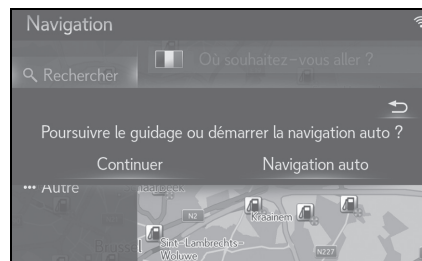 Navigation
Où souhaitez-vous aller ?
Rechercher
Poursuivre le guidage ou démarrer la navigation auto ?
Continuer
Navigation auto
Autre
N2
Kraainem
Sint-Lambrechts-
Woluwe
N227